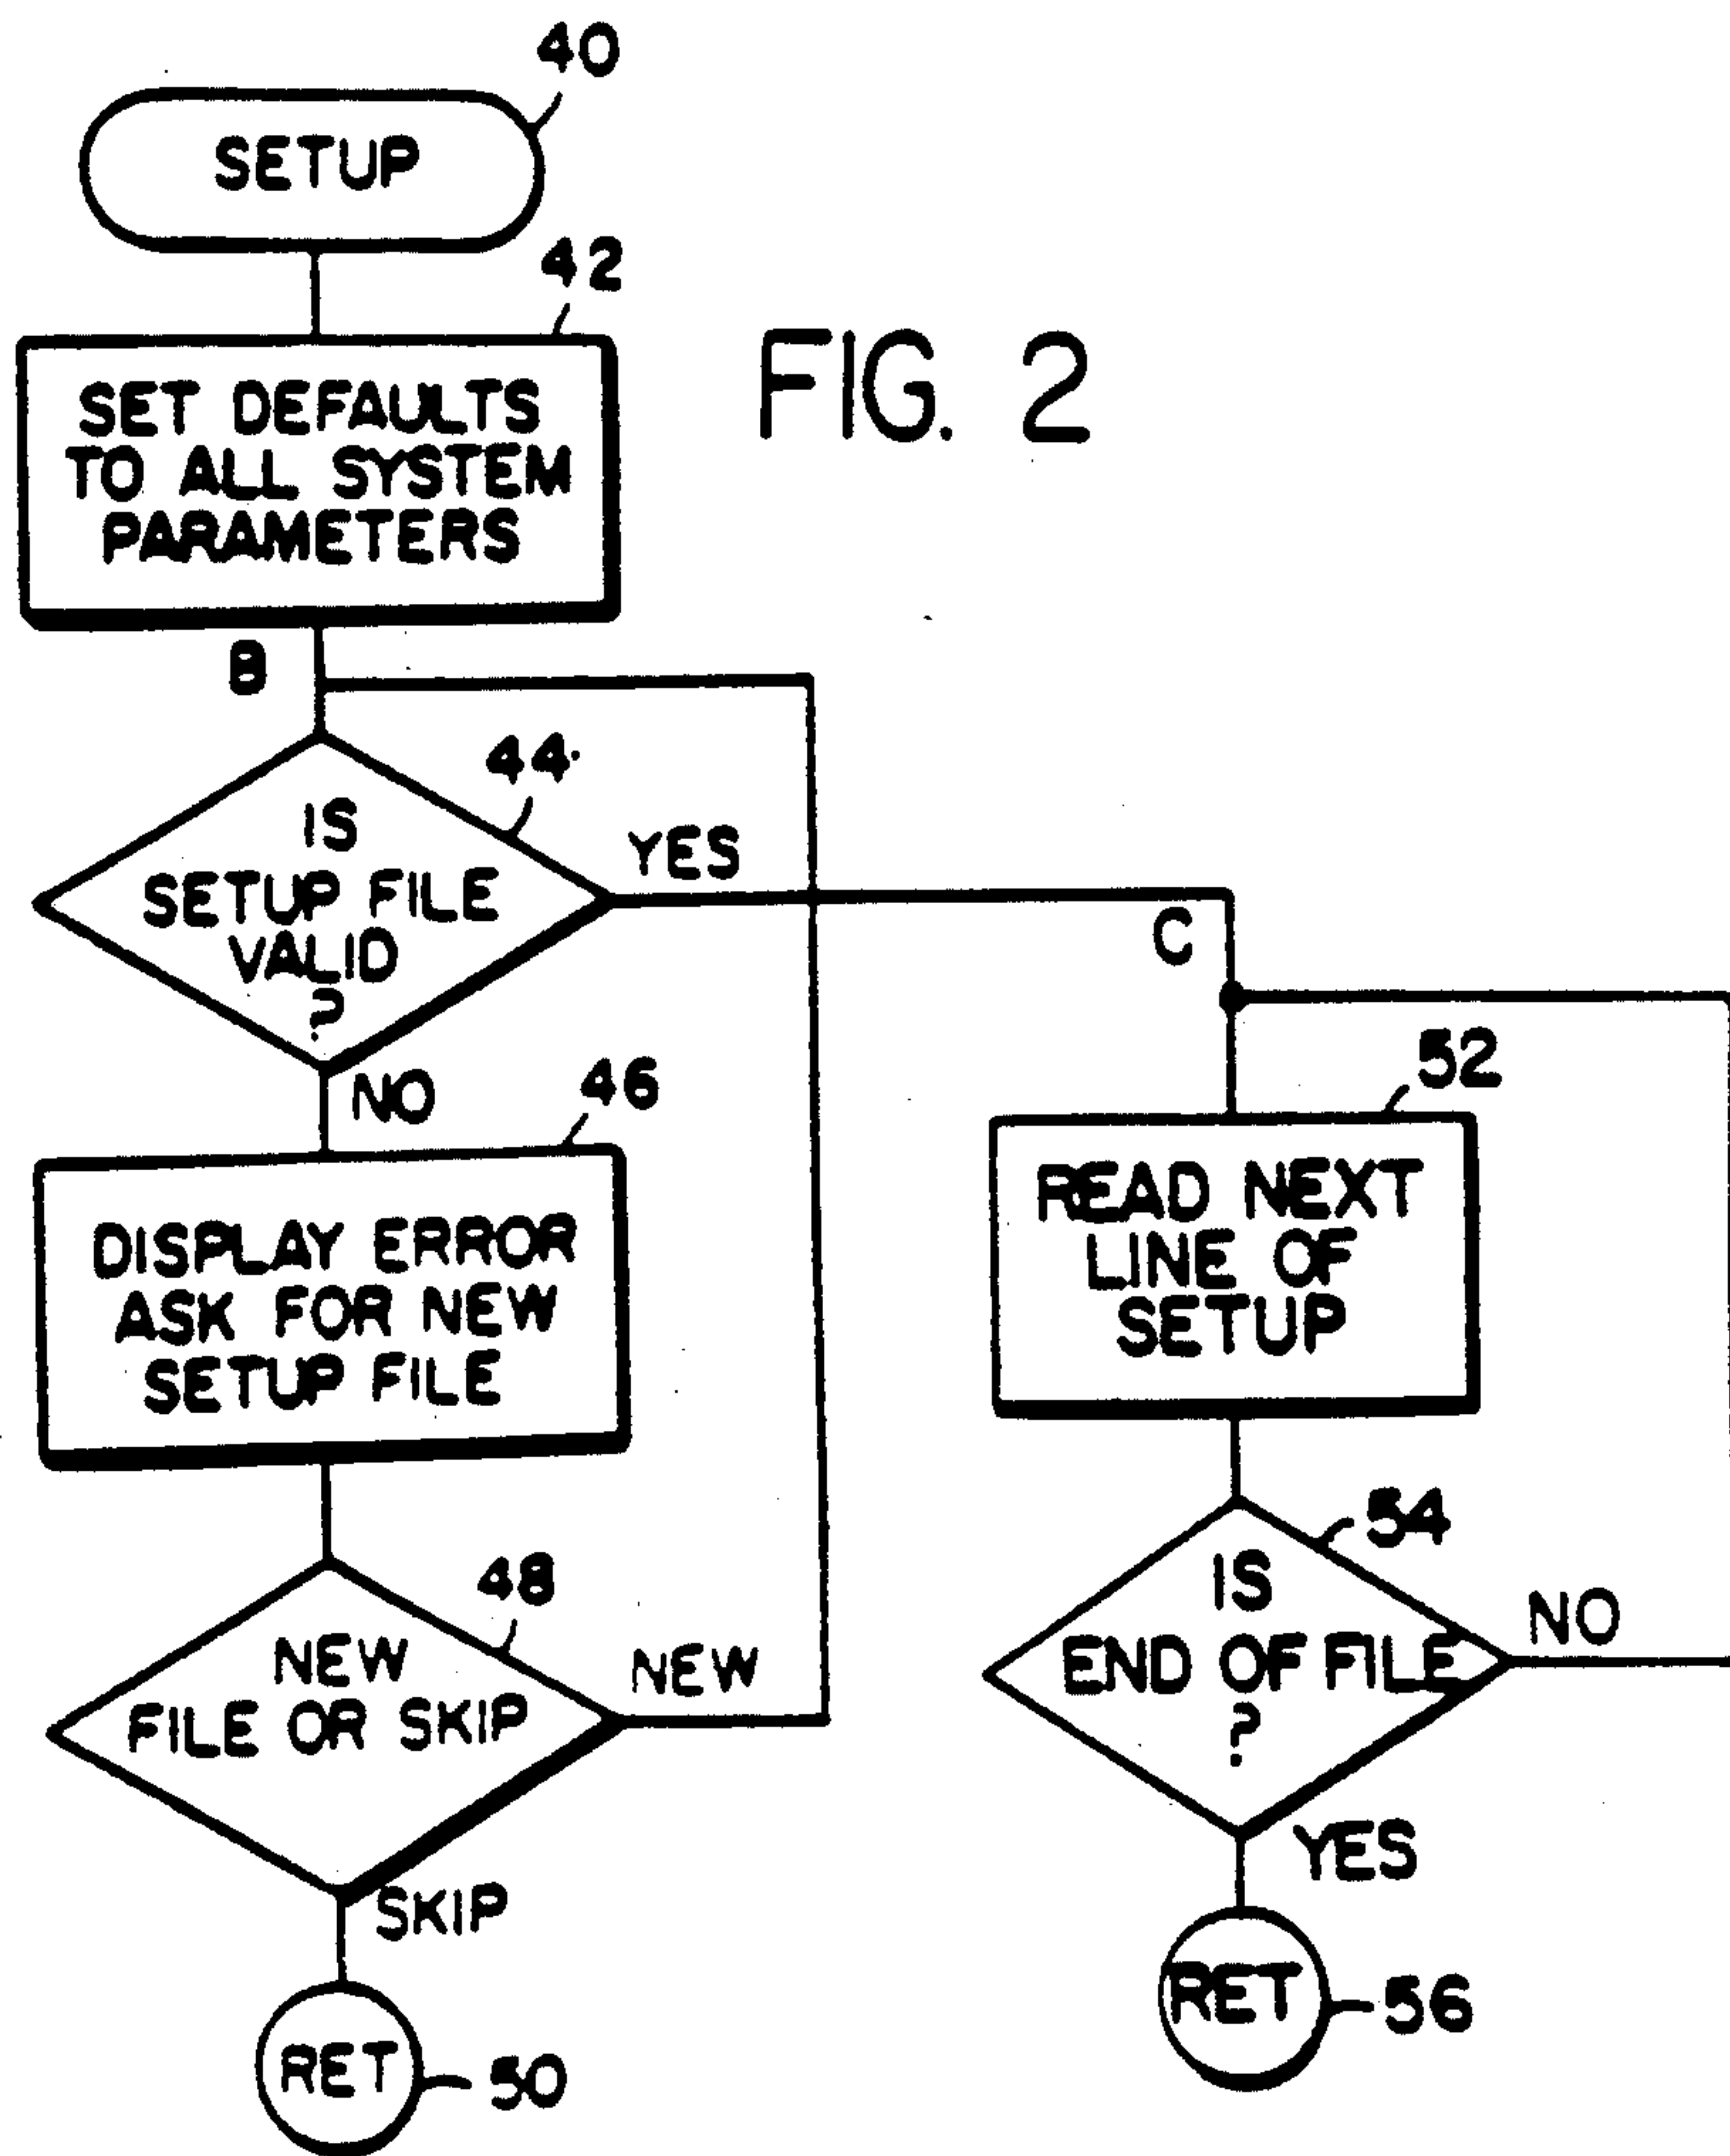 40
SETUP
42
SET DEFAULTS
TO ALL SYSTEM
PARAMETERS
FIG. 2
B
44
IS
SETUP FILE
VALID
?
YES
NO
46
DISPLAY ERROR
ASK FOR NEW
SETUP FILE
48
NEW
FILE OR SKIP
NEW
SKIP
RET
50
C
52
READ NEXT
LINE OF
SETUP
54
IS
END OF FILE
?
NO
YES
RET
56